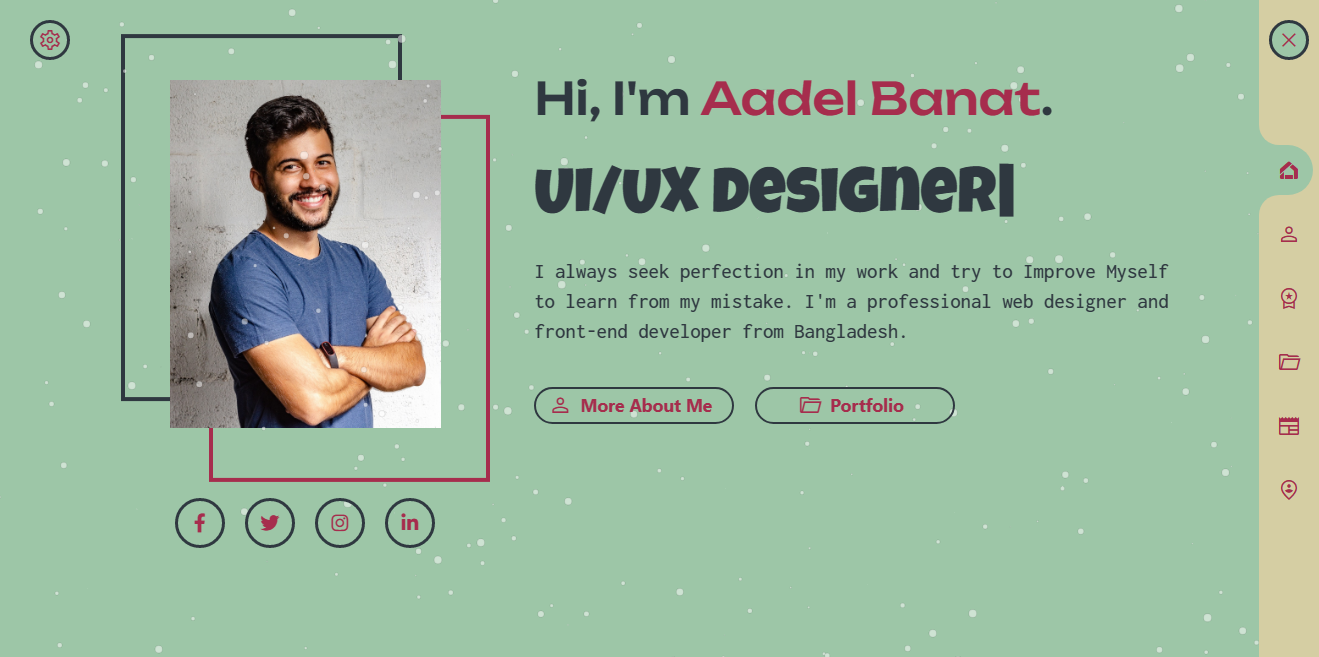 Hi, I'm Aadel Banat.
UI/UX Designer|
I always seek perfection in my work and try to Improve Myself
to learn from my mistake. I'm a professional web designer and
front-end developer from Bangladesh.
More About Me
Portfolio